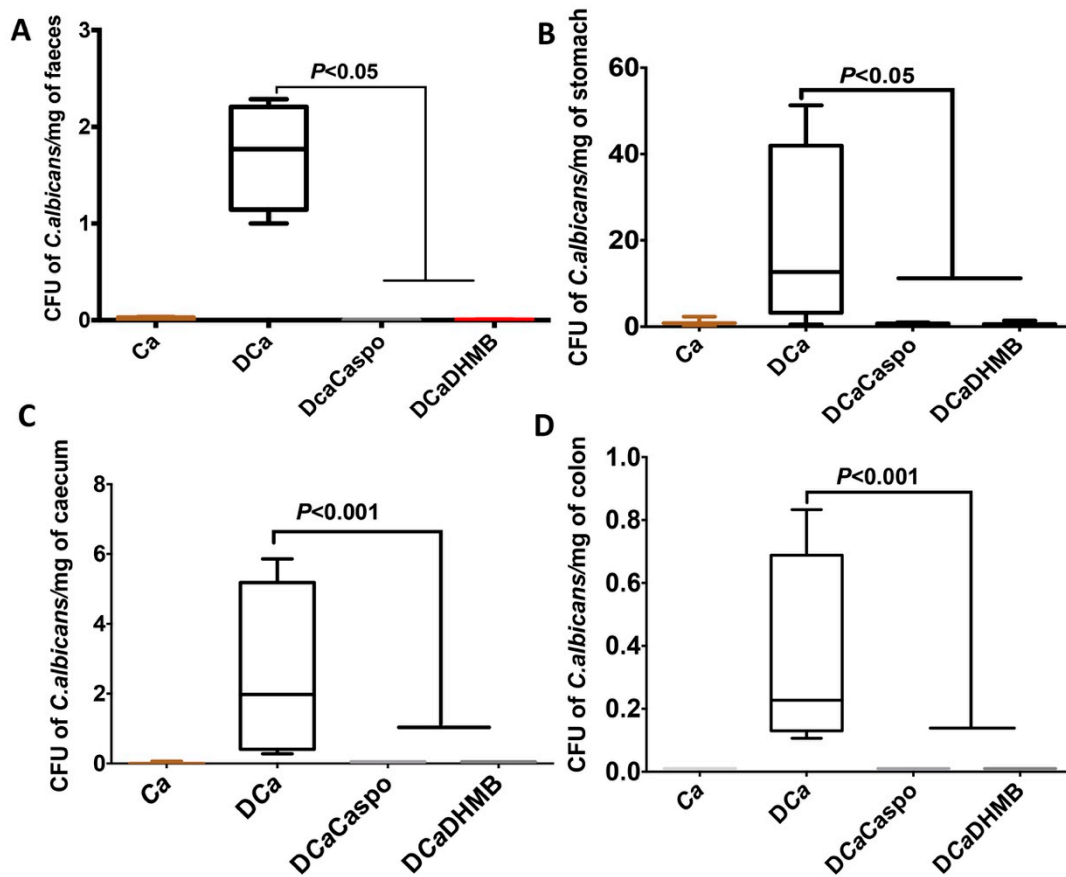 A
CFU of C.albicans/mg of faeces
3
2
1
0
P<0.05
Ca
DCa
DcaCaspo
DCaDHMB
B
CFU of C.albicans/mg of stomach
60
40
20
0
P<0.05
Ca
DCa
DcaCaspo
DCaDHMB
C
CFU of C.albicans/mg of caecum
8
6
4
2
0
P<0.001
Ca
DCa
DCaCaspo
DCaDHMB
D
CFU of C.albicans/mg of colon
1.0
0.8
0.6
0.4
0.2
0.0
P<0.001
Ca
DCa
DCaCaspo
DCaDHMB